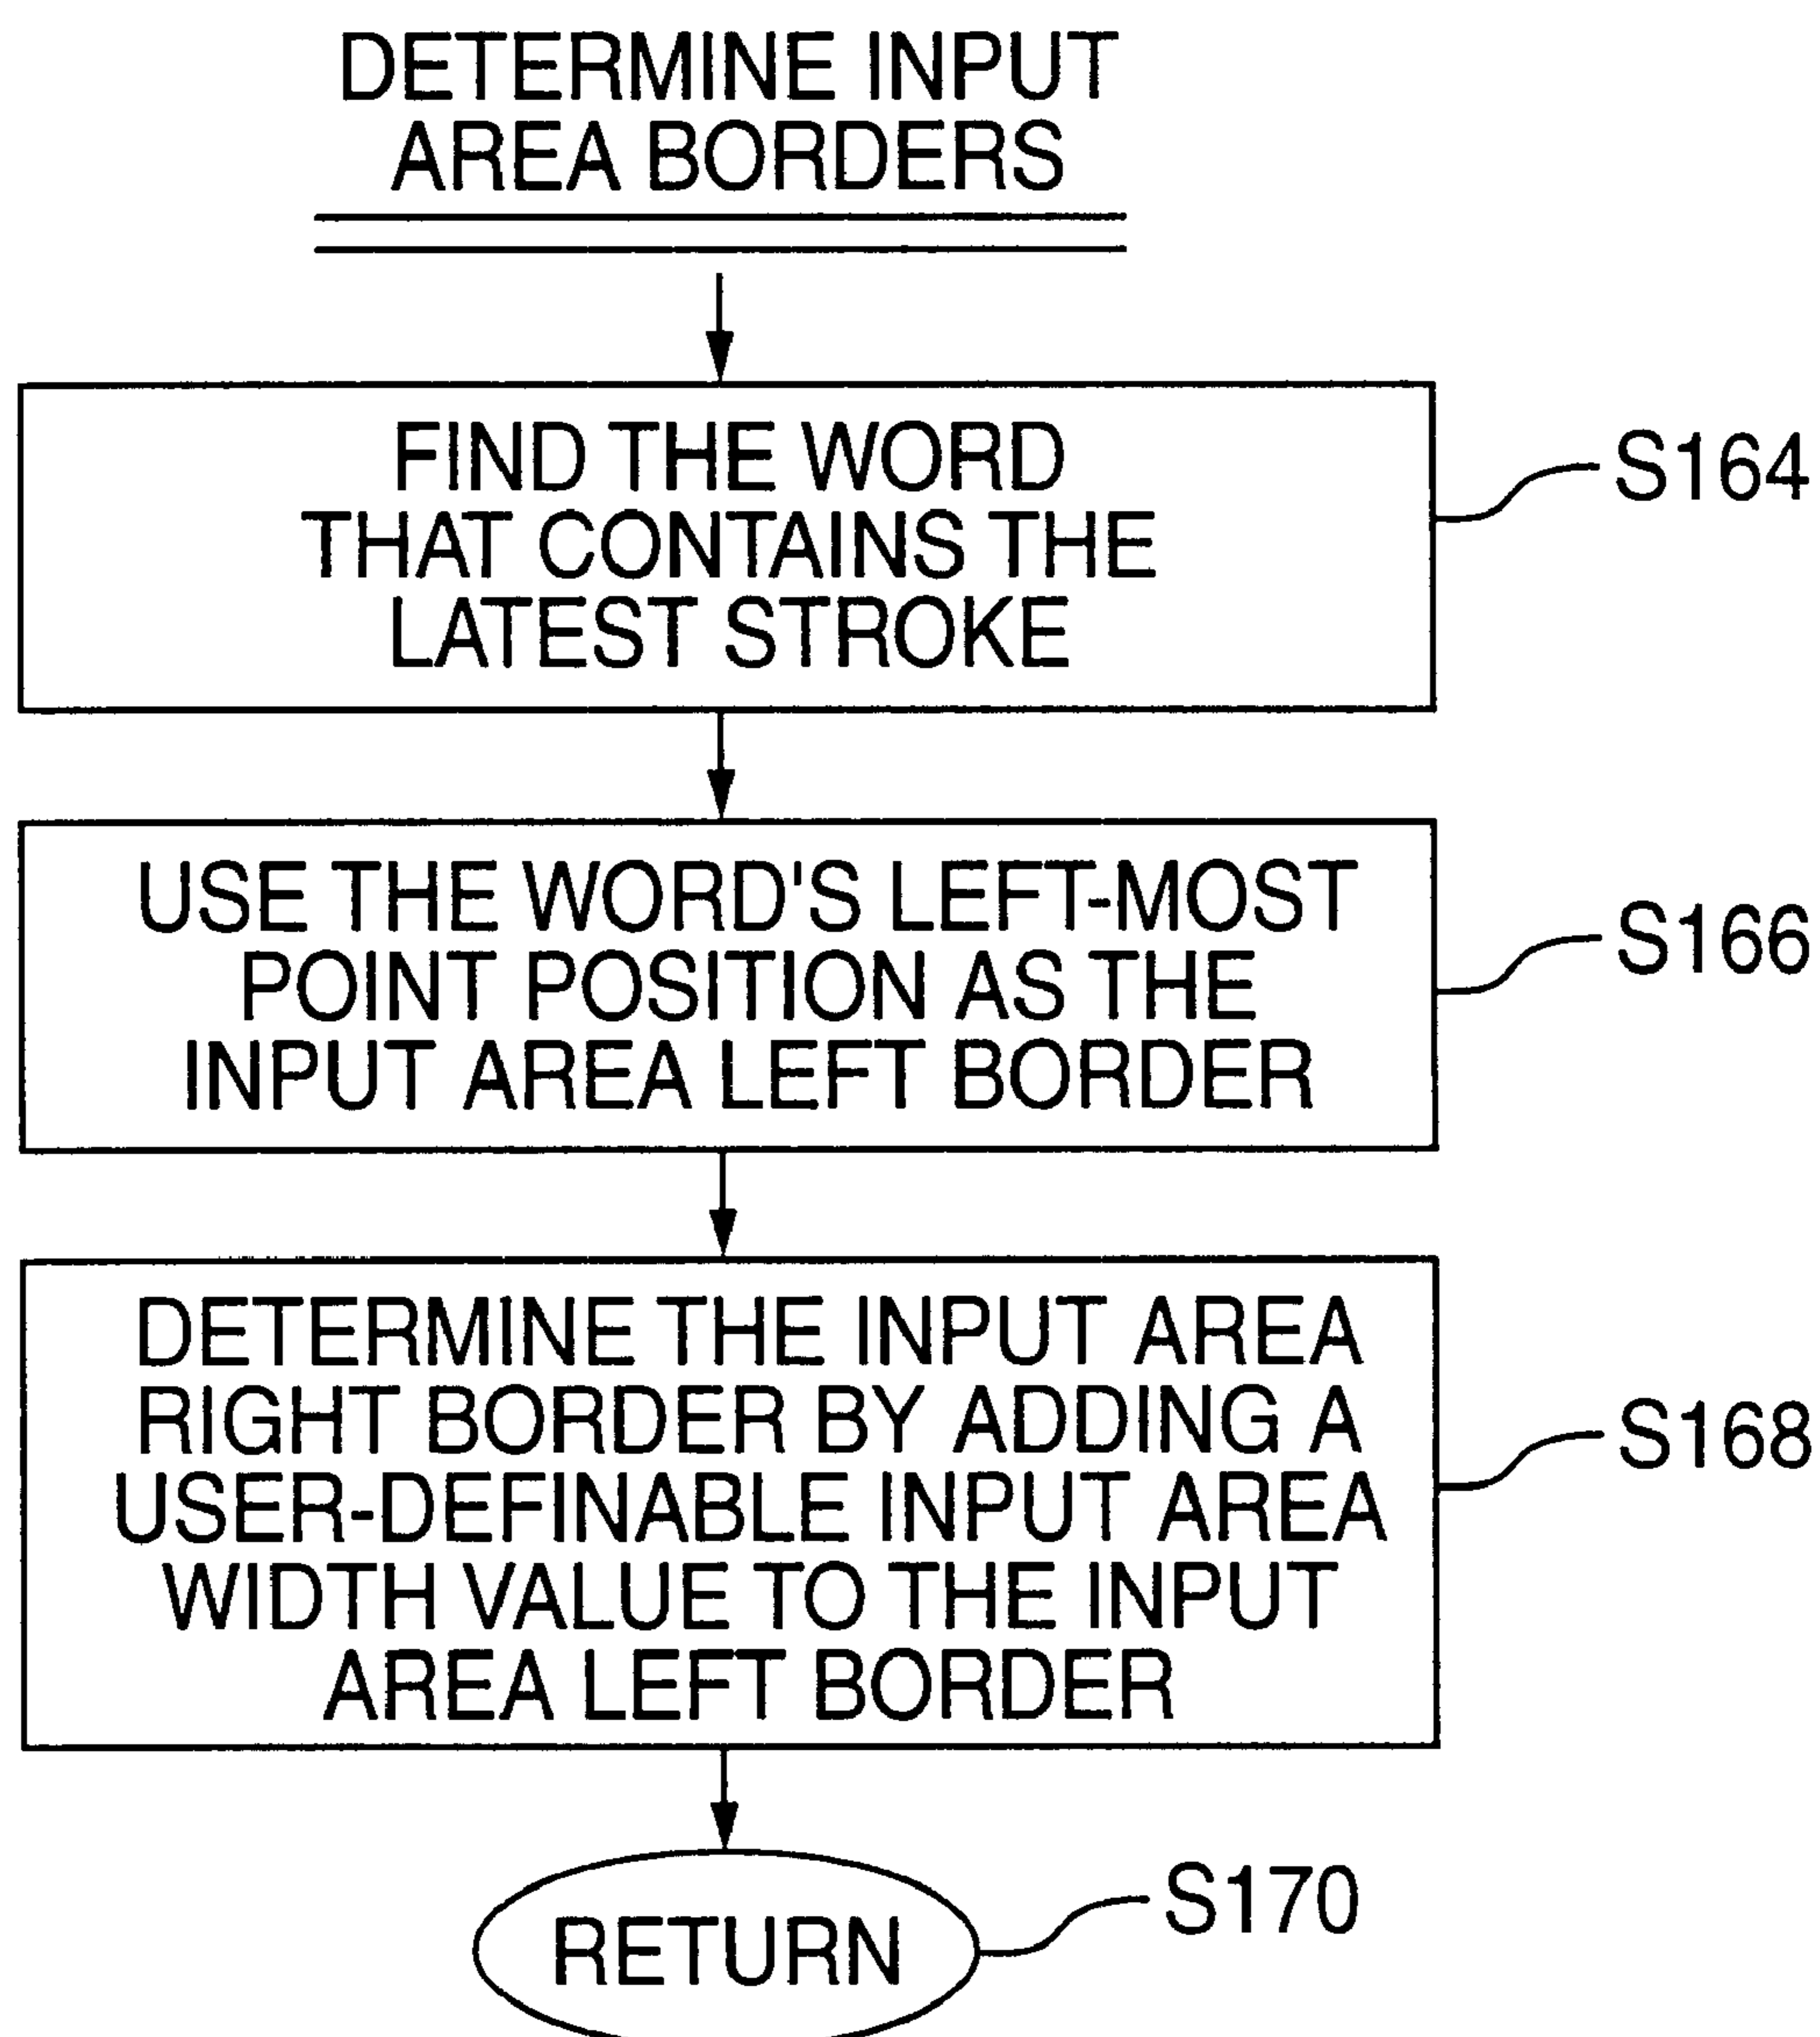 DETERMINE INPUT
AREA BORDERS
FIND THE WORD
THAT CONTAINS THE
LATEST STROKE
S164
USE THE WORD'S LEFT-MOST
POINT POSITION AS THE
INPUT AREA LEFT BORDER
S166
DETERMINE THE INPUT AREA
RIGHT BORDER BY ADDING A
USER-DEFINABLE INPUT AREA
WIDTH VALUE TO THE INPUT
AREA LEFT BORDER
S168
RETURN
S170